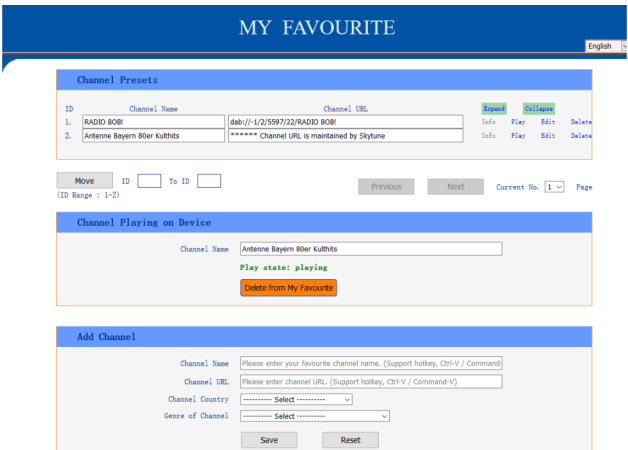 MY FAVOURITE
English
Channel Presets
ID Channel Name Channel URL Expand Collapse
1. RADIO BOB! dab://-1/2/5597/22/RADIO BOB! Info Play Edit Delete
2. Antenne Bayern 80er Kulthits ****** Channel URL is maintained by Skytune Info Play Edit Delete
Move ID To ID Previous Next Current No. 1 Page
(ID Range : 1-2)
Channel Playing on Device
Channel Name Antenne Bayern 80er Kulthits
Play state: playing
Delete from My Favourite
Add Channel
Channel Name Please enter your favourite channel name. (Support hotkey, Ctrl-V / Command-
Channel URL Please enter channel URL. (Support hotkey, Ctrl-V / Command-V)
Channel Country ---------- Select ----------
Genre of Channel ---------- Select ----------
Save Reset